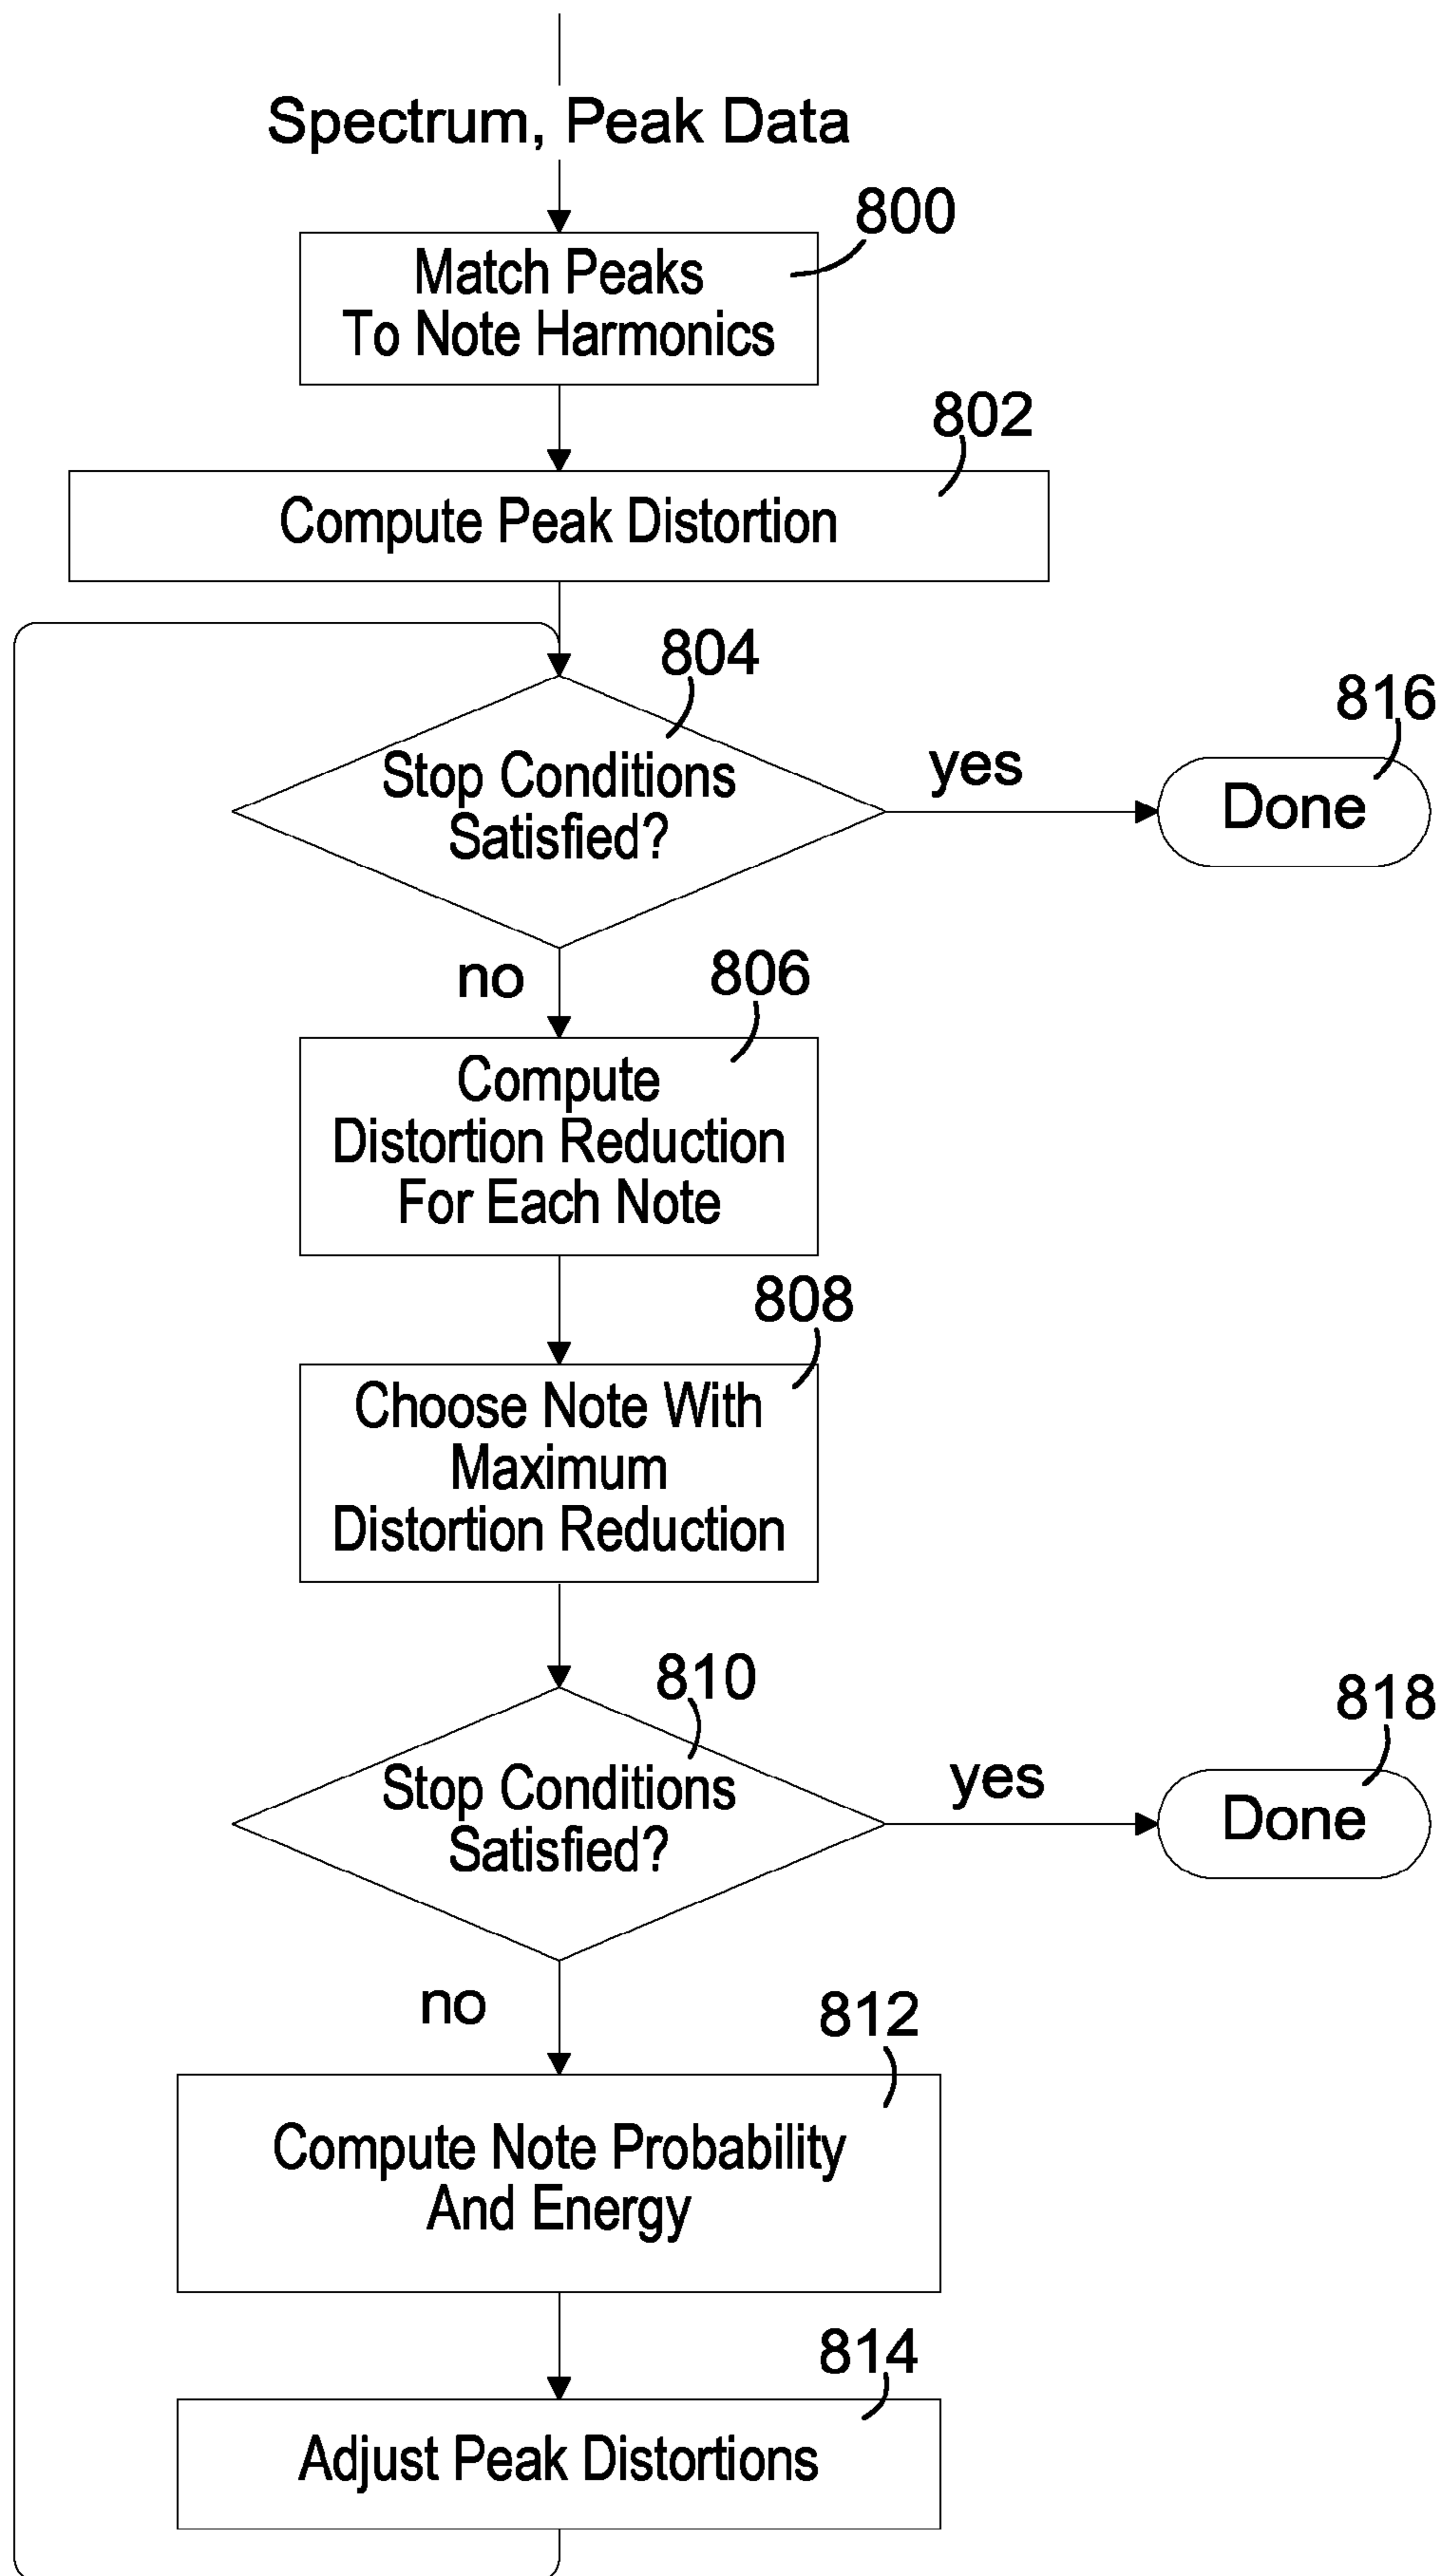 Spectrum, Peak Data
800
Match Peaks
To Note Harmonics
802
Compute Peak Distortion
804
Stop Conditions
Satisfied?
yes
816
Done
no
806
Compute
Distortion Reduction
For Each Note
808
Choose Note With
Maximum
Distortion Reduction
810
Stop Conditions
Satisfied?
yes
818
Done
no
812
Compute Note Probability
And Energy
814
Adjust Peak Distortions